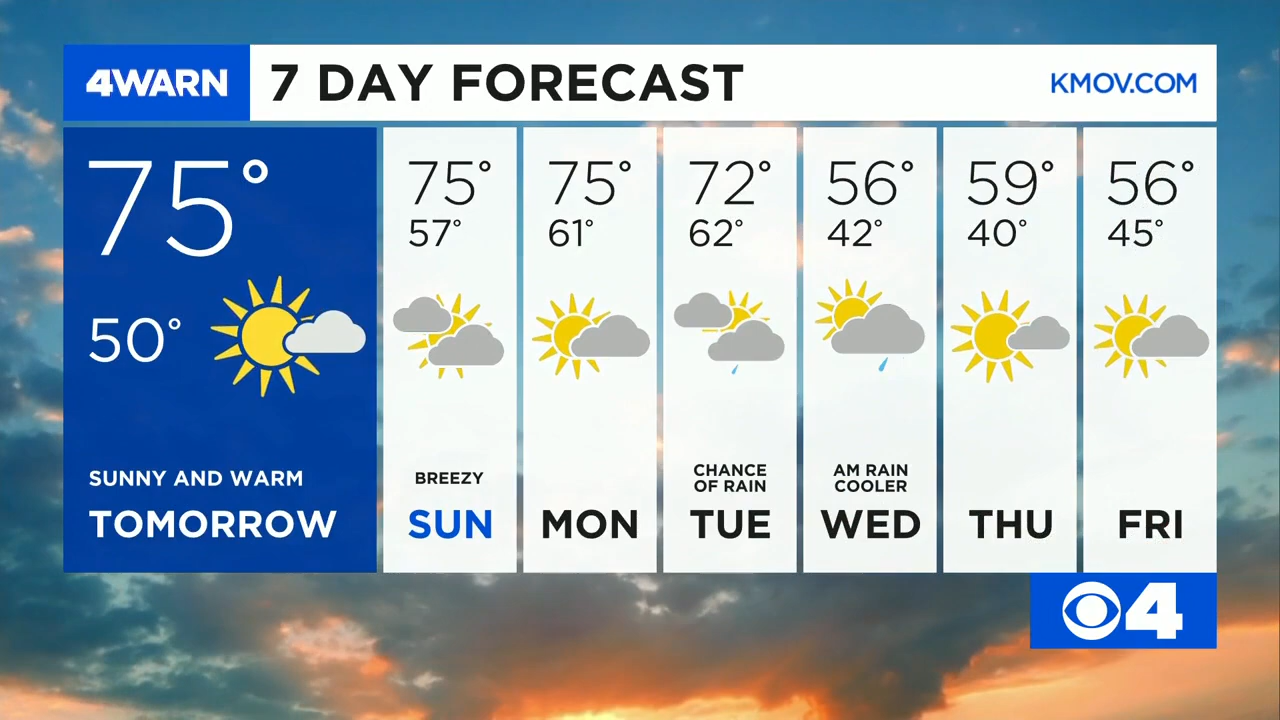 4WARN
7 DAY FORECAST
KMOV.COM
75°
50°
SUNNY AND WARM
TOMORROW
75°
57°
BREEZY
SUN
75°
61°
MON
72°
62°
CHANCE
OF RAIN
TUE
56°
42°
AM RAIN
COOLER
WED
59°
40°
THU
56°
45°
FRI
4